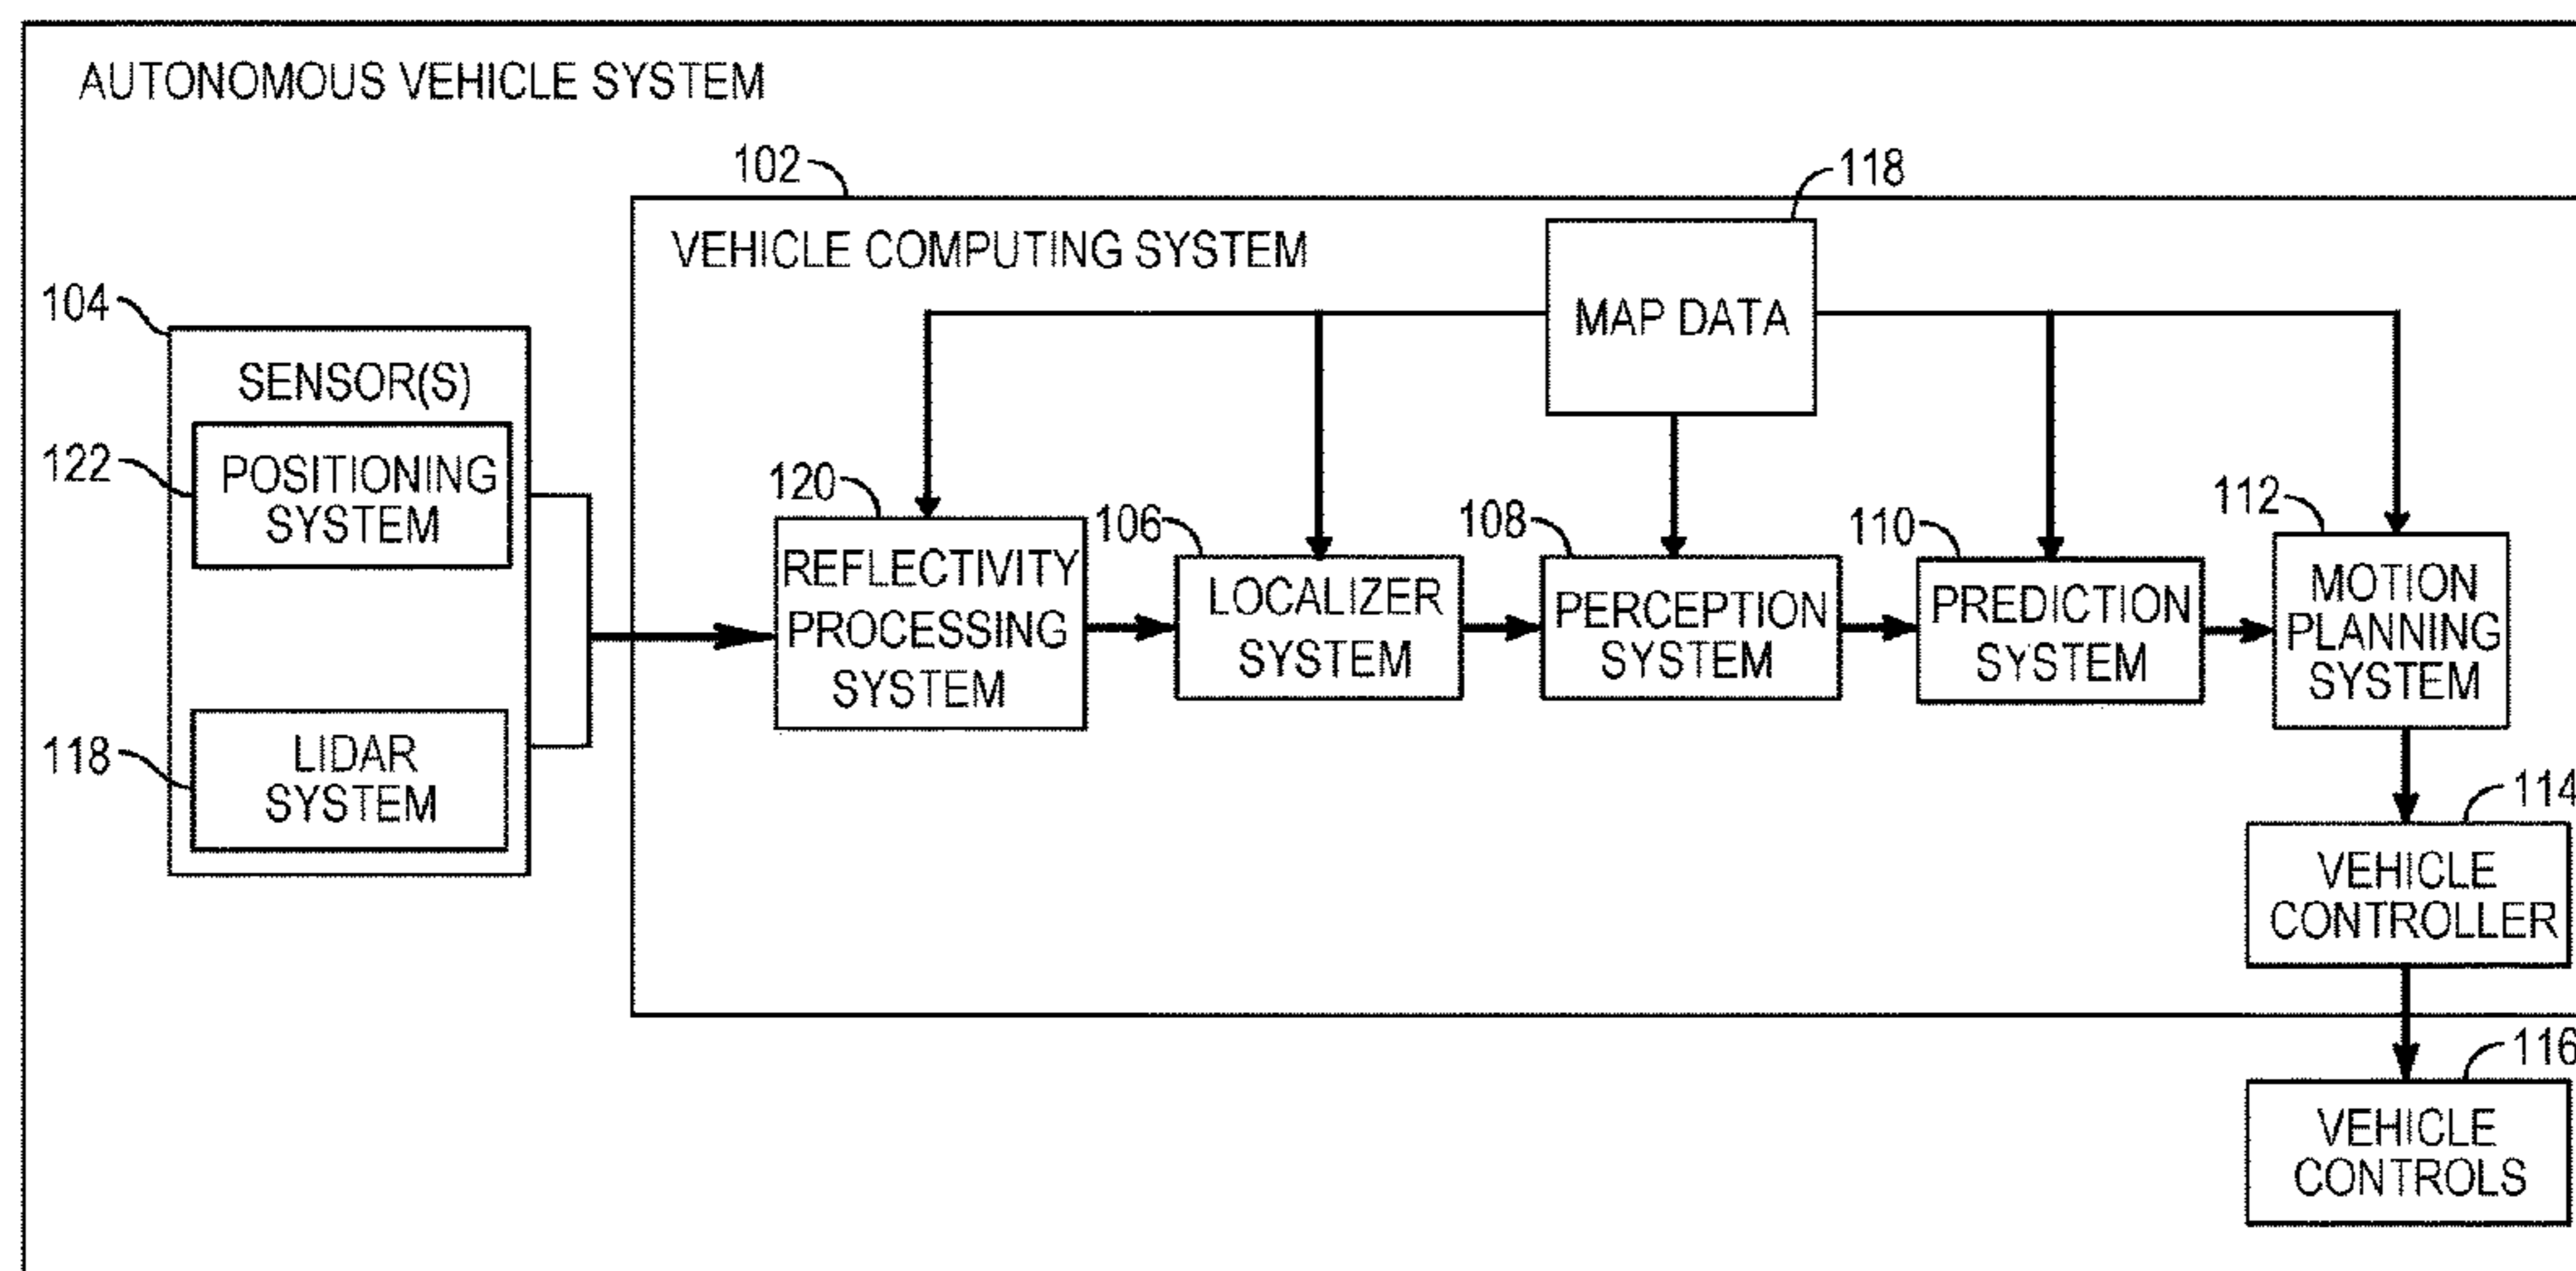 AUTONOMOUS VEHICLE SYSTEM
102
118
VEHICLE COMPUTING SYSTEM
MAP DATA
104
SENSOR(S)
122
POSITIONING
SYSTEM
118
LIDAR
SYSTEM
120
REFLECTIVITY
PROCESSING
SYSTEM
106
LOCALIZER
SYSTEM
108
PERCEPTION
SYSTEM
110
PREDICTION
SYSTEM
112
MOTION
PLANNING
SYSTEM
114
VEHICLE
CONTROLLER
116
VEHICLE
CONTROLS